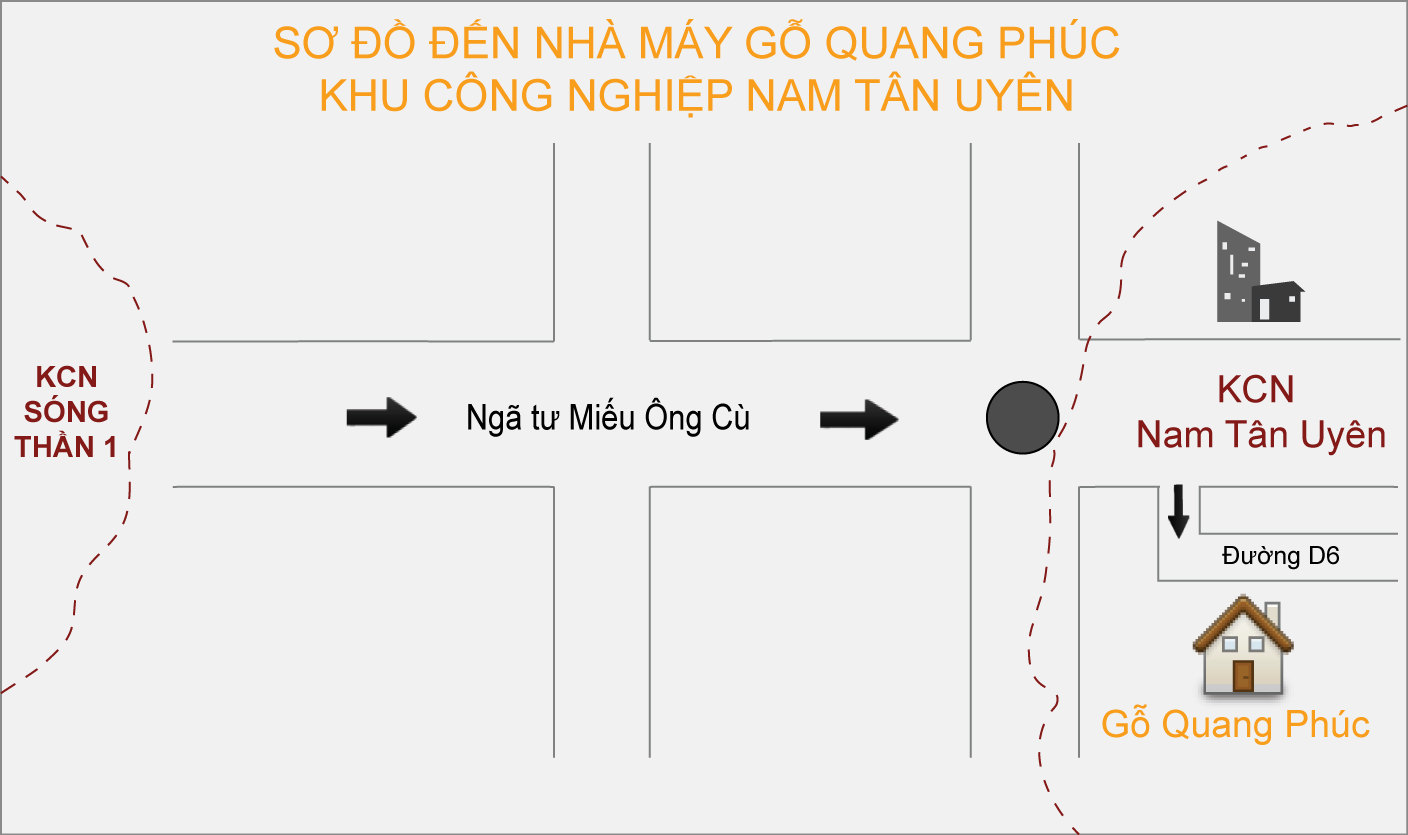 SƠ ĐỒ ĐẾN NHÀ MÁY GỖ QUANG PHÚC
KHU CÔNG NGHIỆP NAM TÂN UYÊN
KCN
SÓNG
THẦN 1
Ngã tư Miếu Ông Cù
KCN
Nam Tân Uyên
Đường D6
Gỗ Quang Phúc